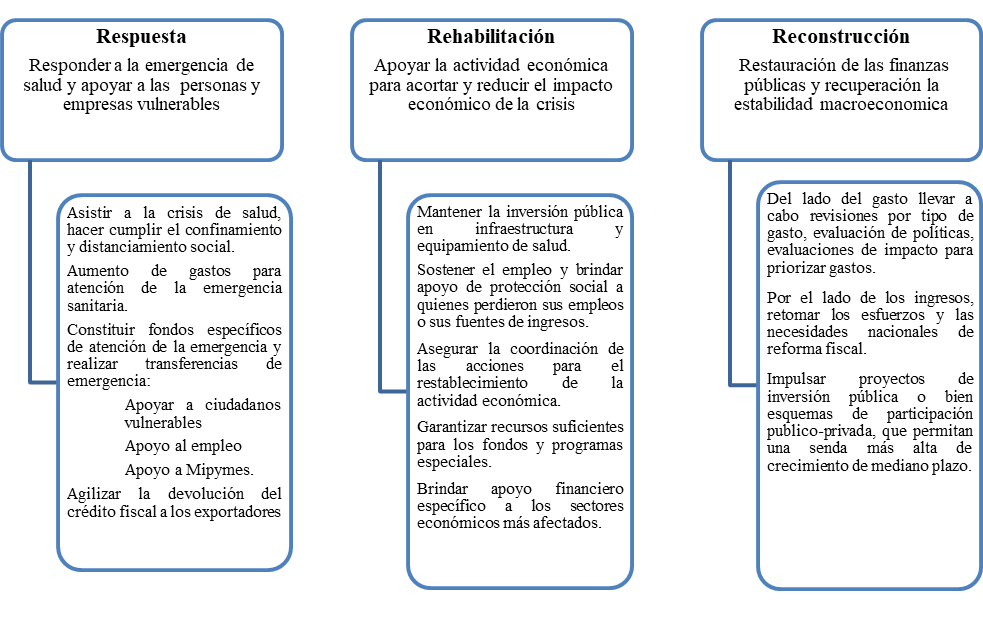 Respuesta
Responder a la emergencia de
salud y apoyar a las personas y
empresas vulnerables
Asistir a la crisis de salud,
hacer cumplir el confinamiento
y distanciamiento social.
Aumento de gastos para
atención de la emergencia
sanitaria.
Constituir fondos específicos
de atención de la emergencia y
realizar transferencias de
emergencia:
Apoyar a ciudadanos
vulnerables
Apoyo al empleo
Apoyo a Mipymes.
Agilizar la devolución del
crédito fiscal a los exportadores
Rehabilitación
Apoyar la actividad económica
para acortar y reducir el impacto
económico de la crisis
Mantener la inversión pública
en infraestructura y
equipamiento de salud.
Sostener el empleo y brindar
apoyo de protección social a
quienes perdieron sus empleos
o sus fuentes de ingresos.
Asegurar la coordinación de
las acciones para el
restablecimiento de la
actividad económica.
Garantizar recursos suficientes
para los fondos y programas
especiales.
Brindar apoyo financiero
específico a los sectores
económicos más afectados.
Reconstrucción
Restauración de las finanzas
públicas y recuperación la
estabilidad macroeconomica
Del lado del gasto llevar a
cabo revisiones por tipo de
gasto, evaluación de políticas,
evaluaciones de impacto para
priorizar gastos.
Por el lado de los ingresos,
retomar los esfuerzos y las
necesidades nacionales de
reforma fiscal.
Impulsar proyectos de
inversión pública o bien
esquemas de participación
publico-privada, que permitan
una senda más alta de
crecimiento de mediano plazo.